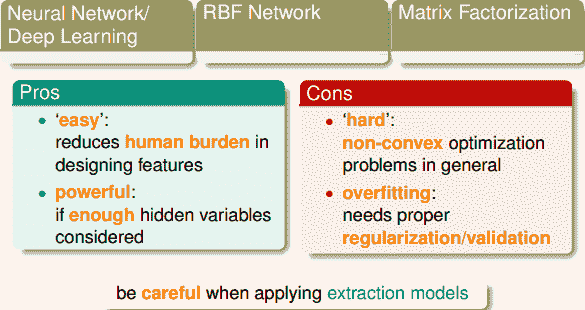 Neural Network/
Deep Learning
RBF Network
Matrix Factorization
Pros
• ‘easy’:
reduces human burden in
designing features
• powerful:
if enough hidden variables
considered
Cons
• ‘hard’:
non-convex optimization
problems in general
• overfitting:
needs proper
regularization/validation
be careful when applying extraction models